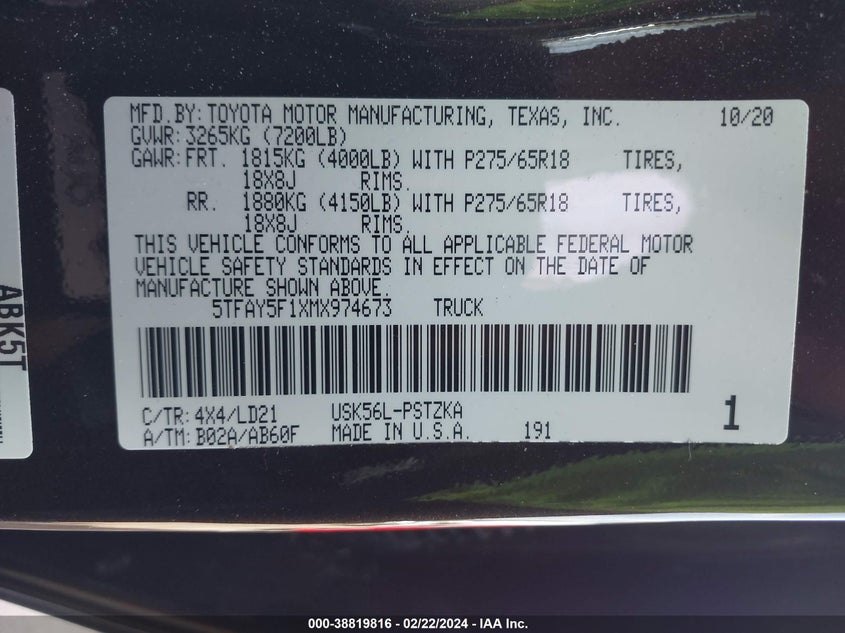 MFD.BY: TOYOTA MOTOR MANUFACTURING, TEXAS, INC. 10/20
GVWR: 3265KG (7200LB)
GAWR: FRT. 1815KG (4000LB) WITH P275/65R18 TIRES,
18X8J RIMS.
RR. 1880KG (4150LB) WITH P275/65R18 TIRES,
18X8J RIMS.
THIS VEHICLE CONFORMS TO ALL APPLICABLE FEDERAL MOTOR
VEHICLE SAFETY STANDARDS IN EFFECT ON THE DATE OF
MANUFACTURE SHOWN ABOVE.
5TFAY5F1XMX974673 TRUCK
C/TR: 4X4/LD21 USK56L-PSTZKA 1
A/TM: B02A/AB60F MADE IN U.S.A. 191
ABK5T
000-38819816 - 02/22/2024 - IAA Inc.